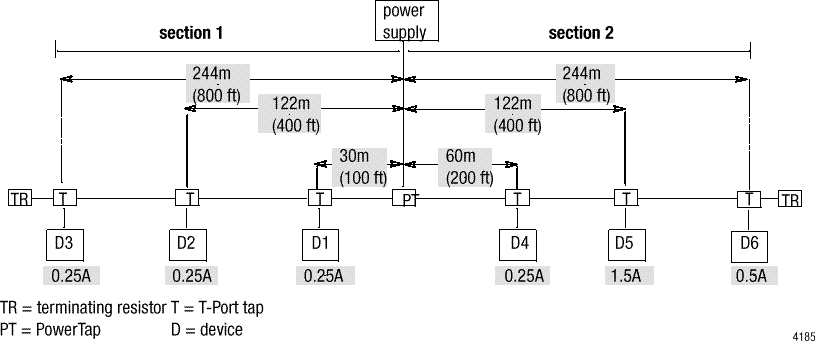 power
supply
section 1
section 2
244m
(800 ft)
244m
(800 ft)
122m
(400 ft)
122m
(400 ft)
30m
(100 ft)
60m
(200 ft)
TR T T T PT T T T TR
D3 D2 D1 D4 D5 D6
0.25A 0.25A 0.25A 0.25A 1.5A 0.5A
TR = terminating resistor T = T-Port tap
PT = PowerTap D = device
4185